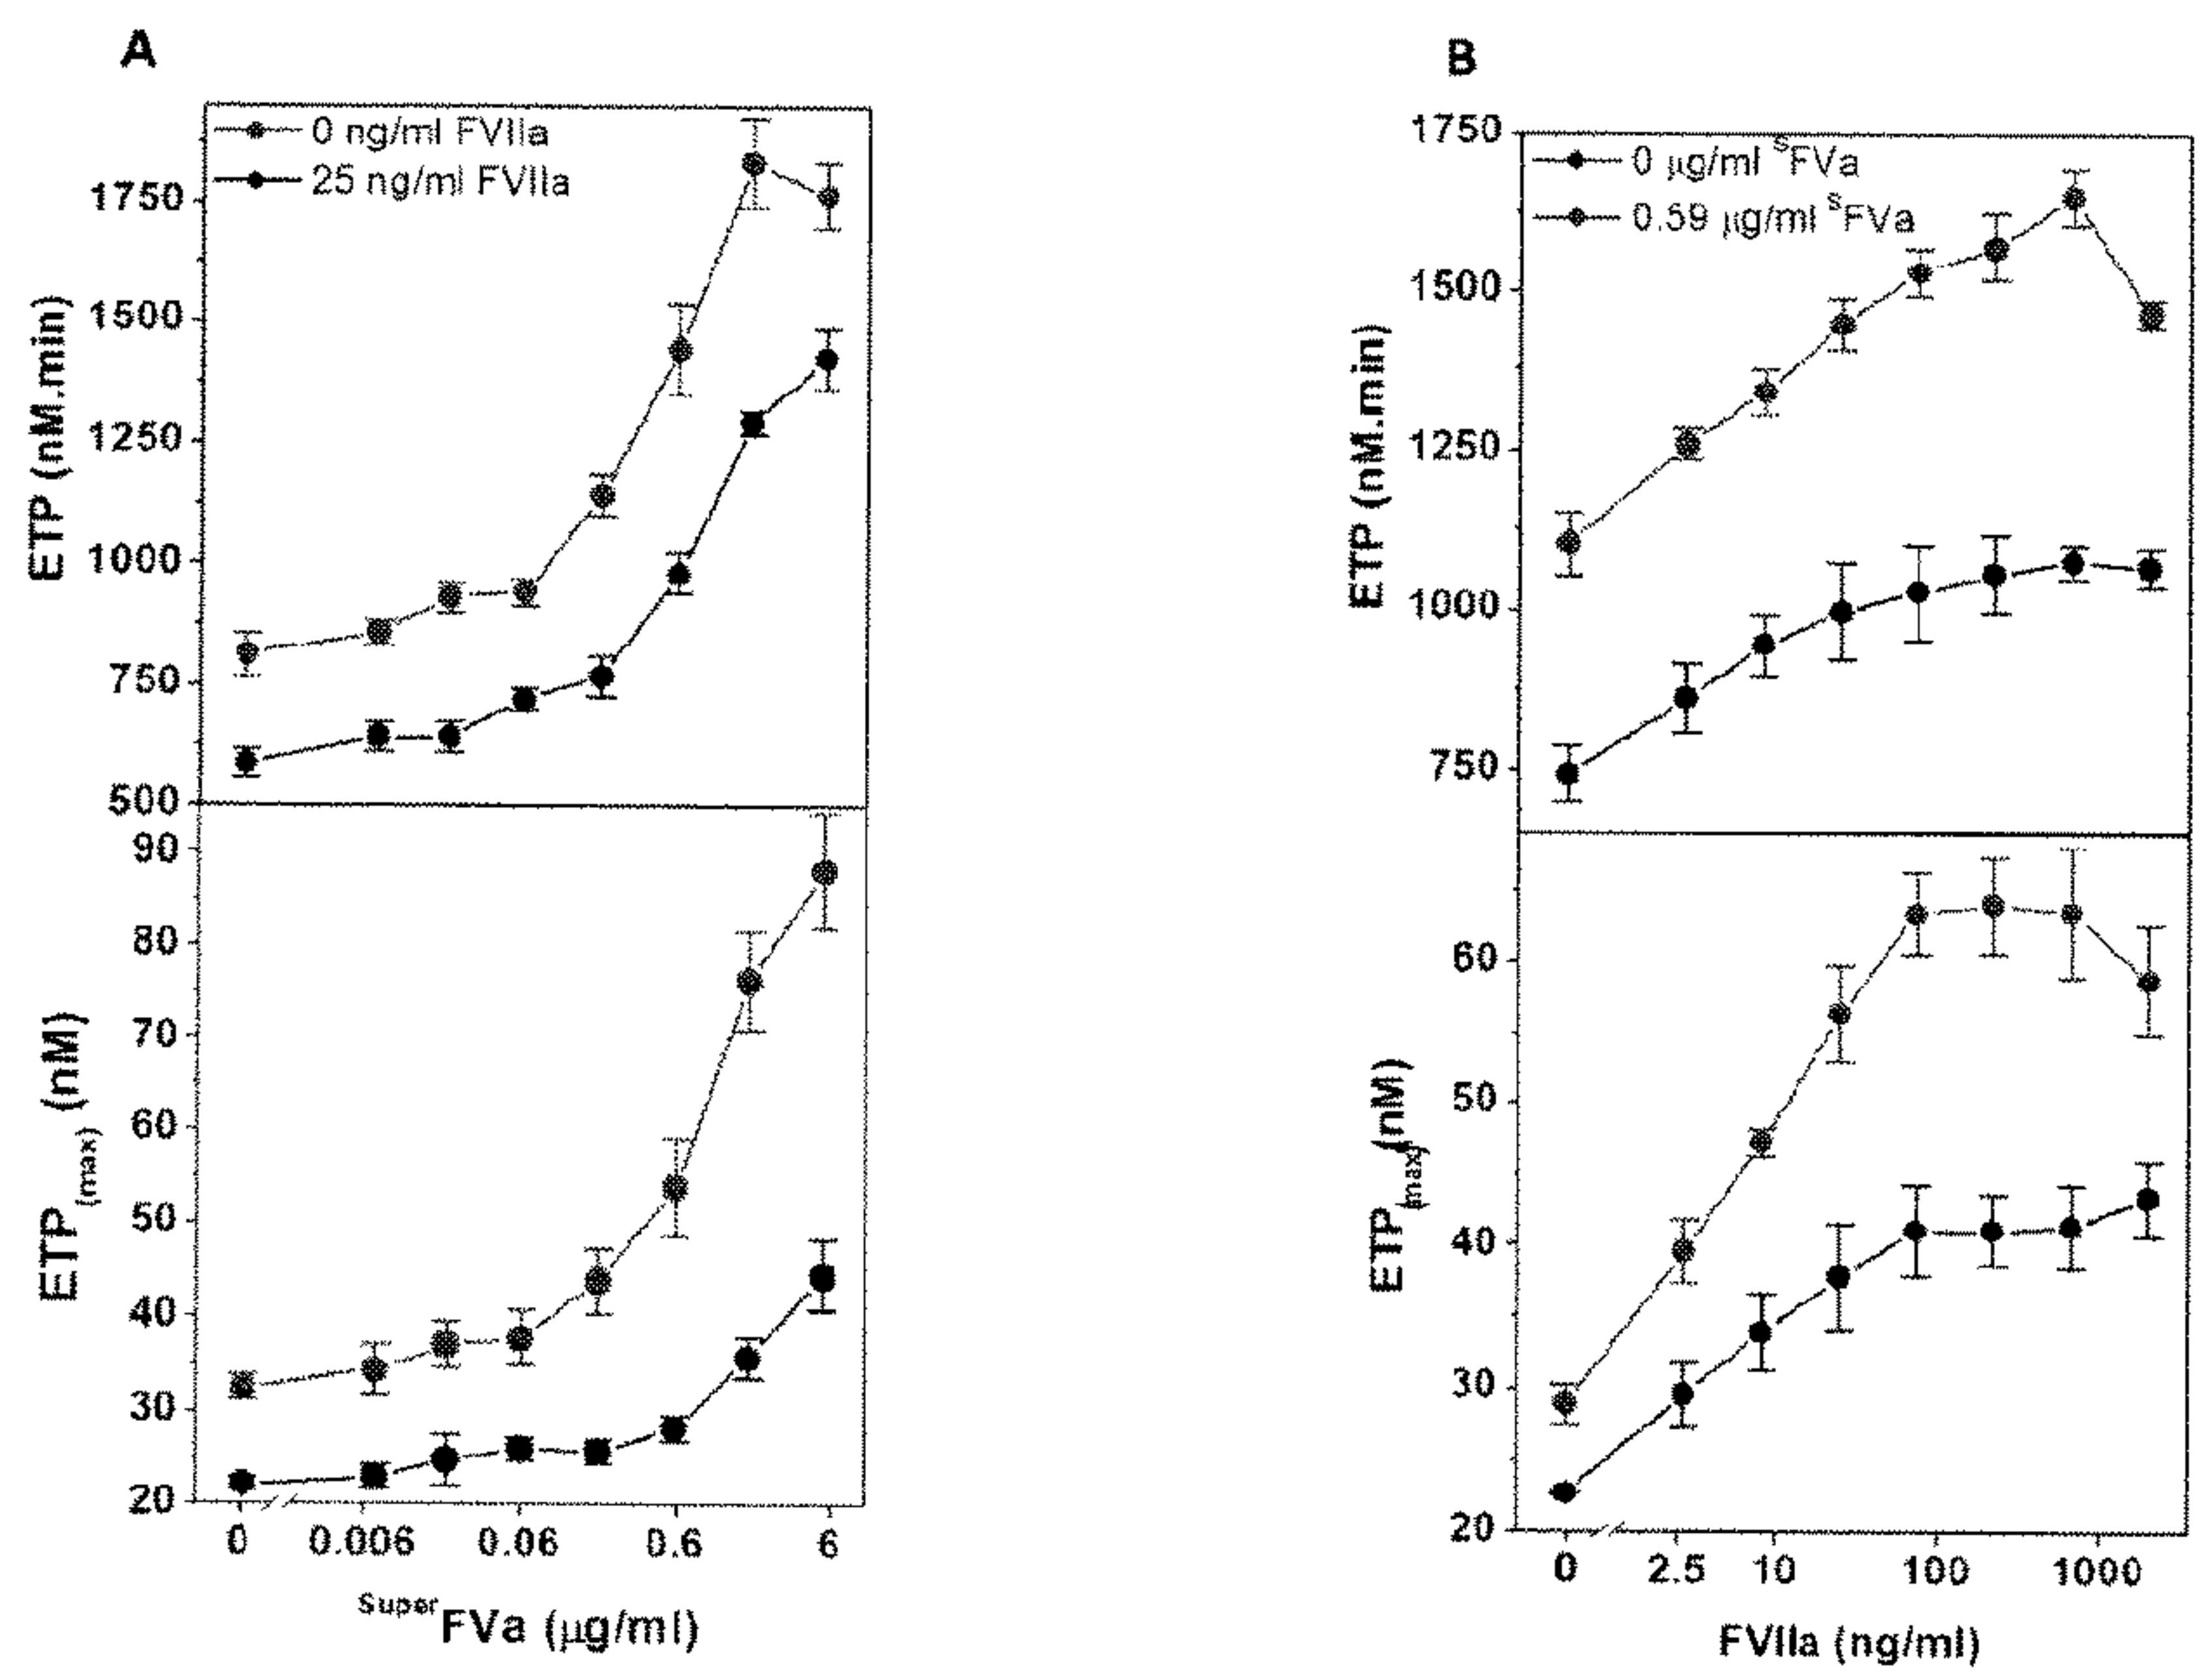 A
0 ng/ml FVIIa
25 ng/ml FVIIa
1750
1500
1250
1000
750
500
ETP (nM.min)
90
80
70
60
50
40
30
20
ETP(max) (nM)
0 0.006 0.06 0.6 6
SuperFVa (μg/ml)
B
0 μg/ml SFVa
0.59 μg/ml SFVa
1750
1500
1250
1000
750
ETP (nM.min)
60
50
40
30
20
ETP(max)(nM)
0 2.5 10 100 1000
FVIIa (ng/ml)